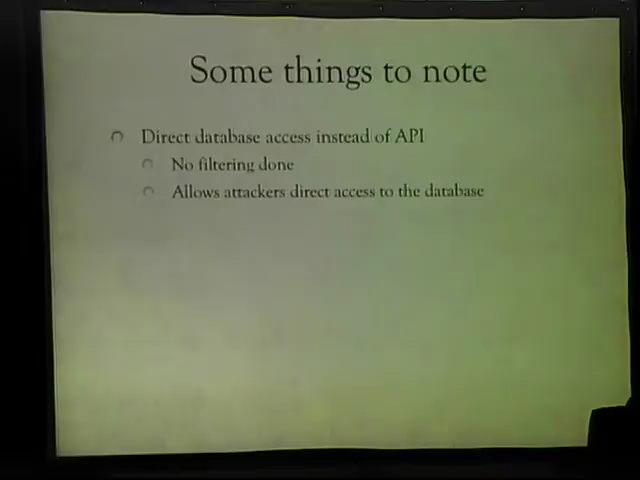 Some things to note
Direct database access instead of API
No filtering done
Allows attackers direct access to the database